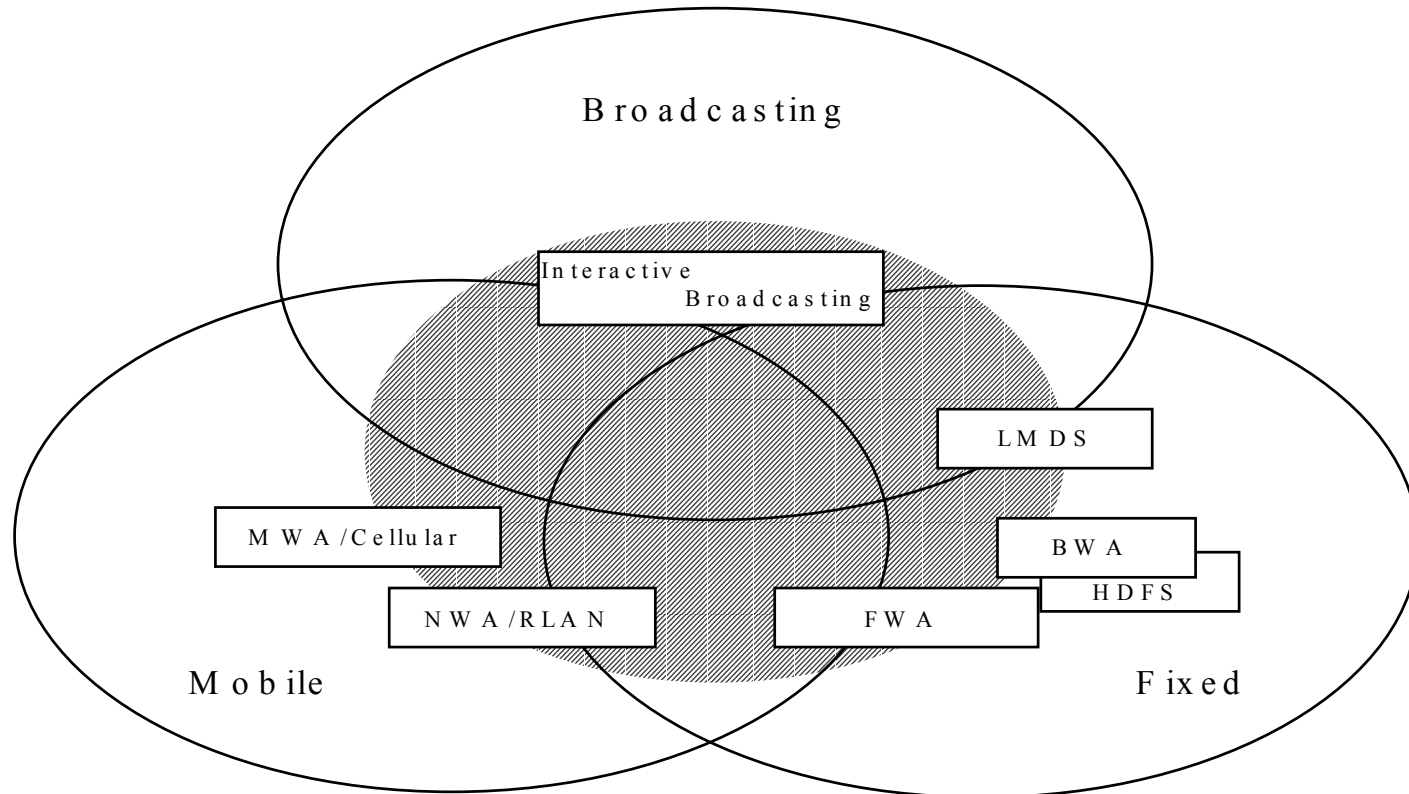 Broadcasting
Interactive
Broadcasting
LMDS
MWA/Cellular
BWA
HDFS
NWA/RLAN
FWA
Mobile
Fixed